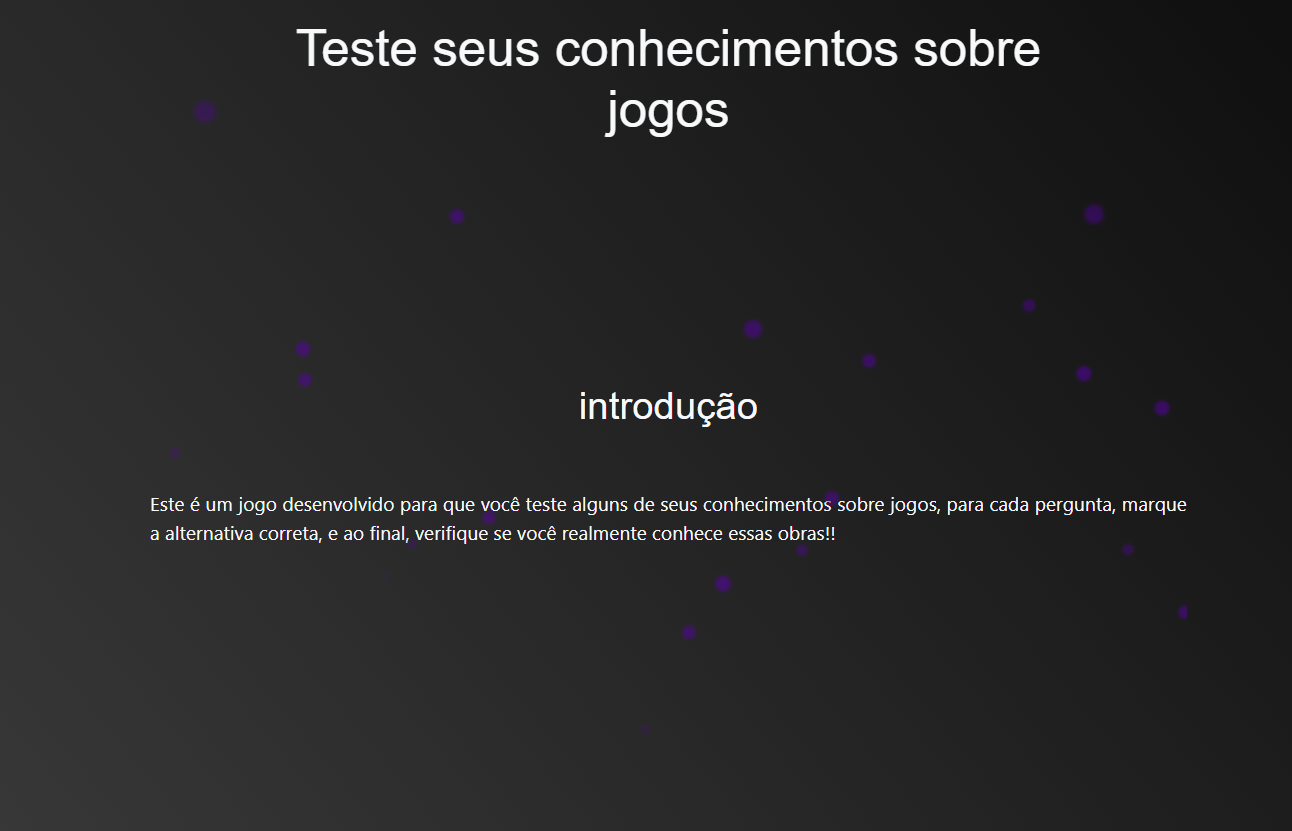 Teste seus conhecimentos sobre
jogos
introdução
Este é um jogo desenvolvido para que você teste alguns de seus conhecimentos sobre jogos, para cada pergunta, marque
a alternativa correta, e ao final, verifique se você realmente conhece essas obras!!